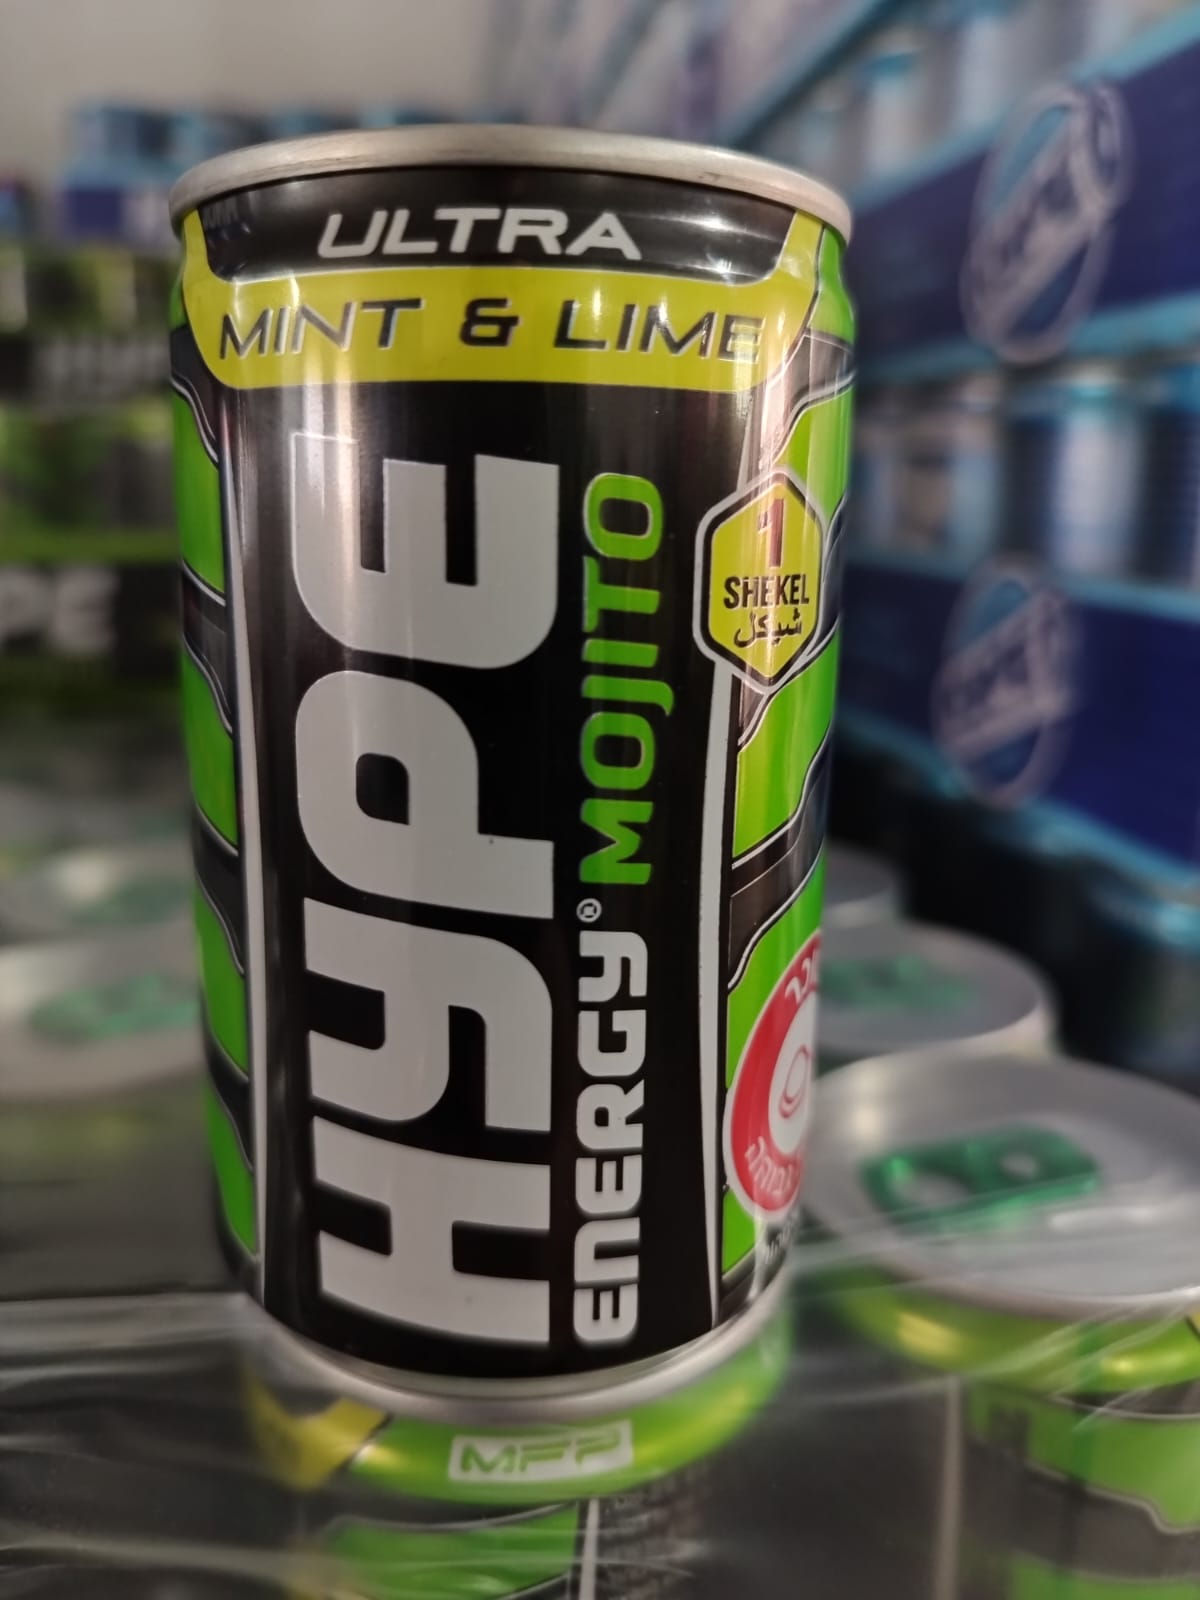 ULTRA
MINT & LIME
HYPE
ENERGY® MOJITO
1
SHEKEL
شيكل
MFP